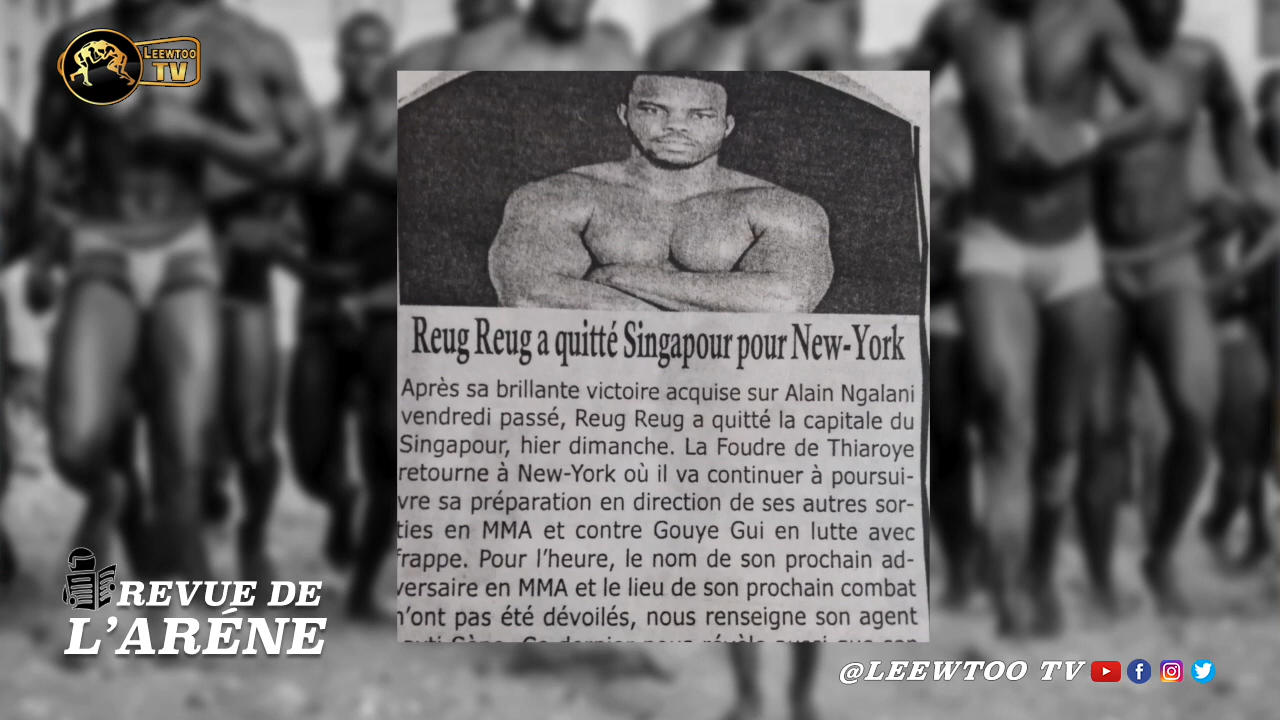 LEEWTOO
TV
Reug Reug a quitté Singapour pour New-York
Après sa brillante victoire acquise sur Alain Ngalani
vendredi passé, Reug Reug a quitté la capitale du
Singapour, hier dimanche. La Foudre de Thiaroye
retourne à New-York où il va continuer à poursui-
vre sa préparation en direction de ses autres sor-
ties en MMA et contre Gouye Gui en lutte avec
frappe. Pour l'heure, le nom de son prochain ad-
versaire en MMA et le lieu de son prochain combat
n'ont pas été dévoilés, nous renseigne son agent
REVUE DE
L'ARÉNE
@LEEWTOO TV